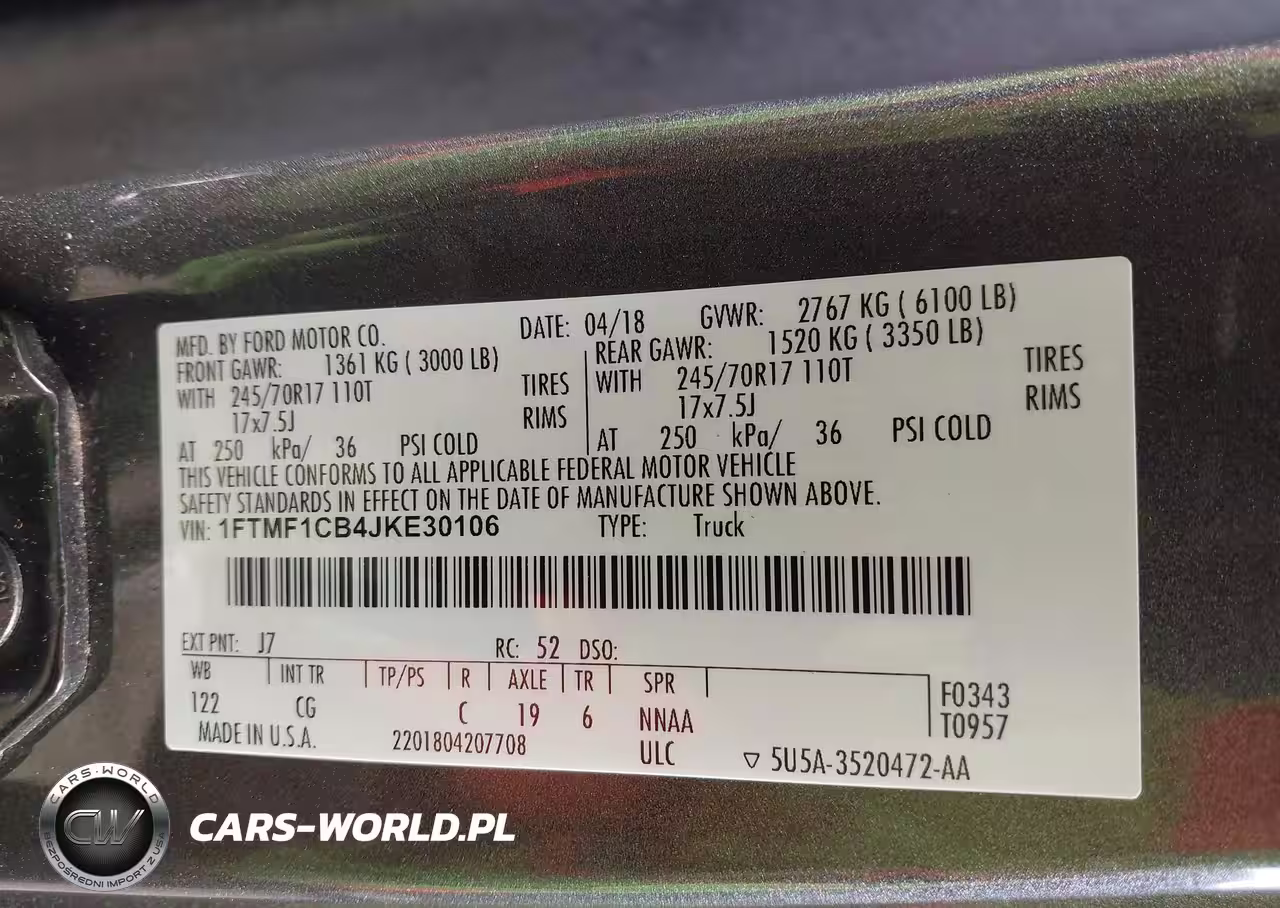 MFD. BY FORD MOTOR CO. DATE: 04/18 GVWR: 2767 KG ( 6100 LB)
FRONT GAWR: 1361 KG ( 3000 LB) REAR GAWR: 1520 KG ( 3350 LB)
WITH 245/70R17 110T TIRES WITH 245/70R17 110T TIRES
17x7.5J RIMS 17x7.5J RIMS
AT 250 kPa/ 36 PSI COLD AT 250 kPa/ 36 PSI COLD
THIS VEHICLE CONFORMS TO ALL APPLICABLE FEDERAL MOTOR VEHICLE
SAFETY STANDARDS IN EFFECT ON THE DATE OF MANUFACTURE SHOWN ABOVE.
VIN: 1FTMF1CB4JKE30106 TYPE: Truck
EXT PNT: J7 RC: 52 DSO:
WB INT TR TP/PS R AXLE TR SPR
122 CG C 19 6 NNAA
F0343
T0957
MADE IN U.S.A. 2201804207708 ULC ▽ 5U5A-3520472-AA
CARS-WORLD
CW
BEZPOŚREDNI IMPORT Z USA
CARS-WORLD.PL